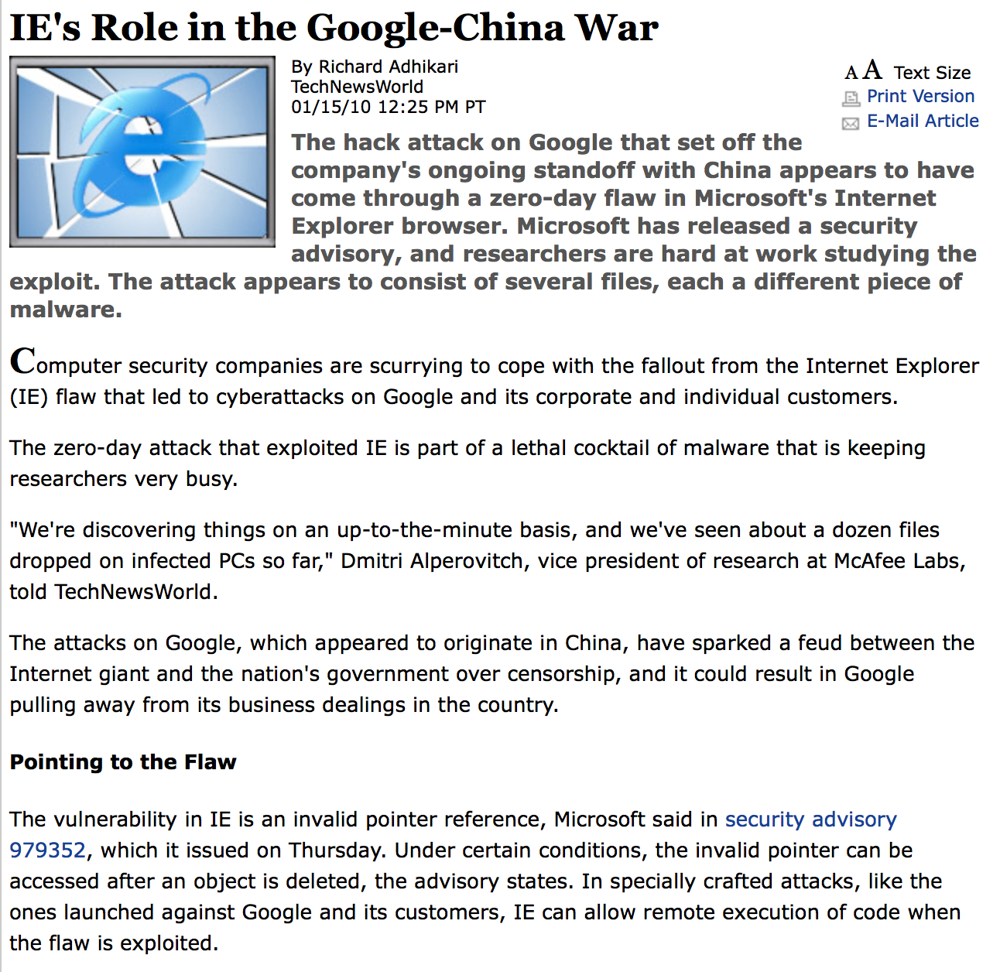 IE's Role in the Google-China War
By Richard Adhikari
TechNewsWorld
01/15/10 12:25 PM PT
A A Text Size
Print Version
E-Mail Article
The hack attack on Google that set off the
company's ongoing standoff with China appears to have
come through a zero-day flaw in Microsoft's Internet
Explorer browser. Microsoft has released a security
advisory, and researchers are hard at work studying the
exploit. The attack appears to consist of several files, each a different piece of
malware.
Computer security companies are scurrying to cope with the fallout from the Internet Explorer
(IE) flaw that led to cyberattacks on Google and its corporate and individual customers.
The zero-day attack that exploited IE is part of a lethal cocktail of malware that is keeping
researchers very busy.
"We're discovering things on an up-to-the-minute basis, and we've seen about a dozen files
dropped on infected PCs so far," Dmitri Alperovitch, vice president of research at McAfee Labs,
told TechNewsWorld.
The attacks on Google, which appeared to originate in China, have sparked a feud between the
Internet giant and the nation's government over censorship, and it could result in Google
pulling away from its business dealings in the country.
Pointing to the Flaw
The vulnerability in IE is an invalid pointer reference, Microsoft said in security advisory
979352, which it issued on Thursday. Under certain conditions, the invalid pointer can be
accessed after an object is deleted, the advisory states. In specially crafted attacks, like the
ones launched against Google and its customers, IE can allow remote execution of code when
the flaw is exploited.